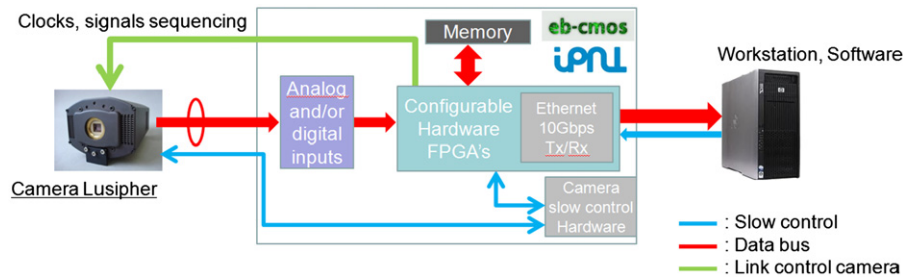 Clocks, signals sequencing
Memory
eb-cmos
ipnl
Workstation, Software
Analog
and/or
digital
inputs
Configurable
Hardware
FPGA's
Ethernet
10Gbps
Tx/Rx
Camera Lusipher
Camera
slow control
Hardware
: Slow control
: Data bus
: Link control camera